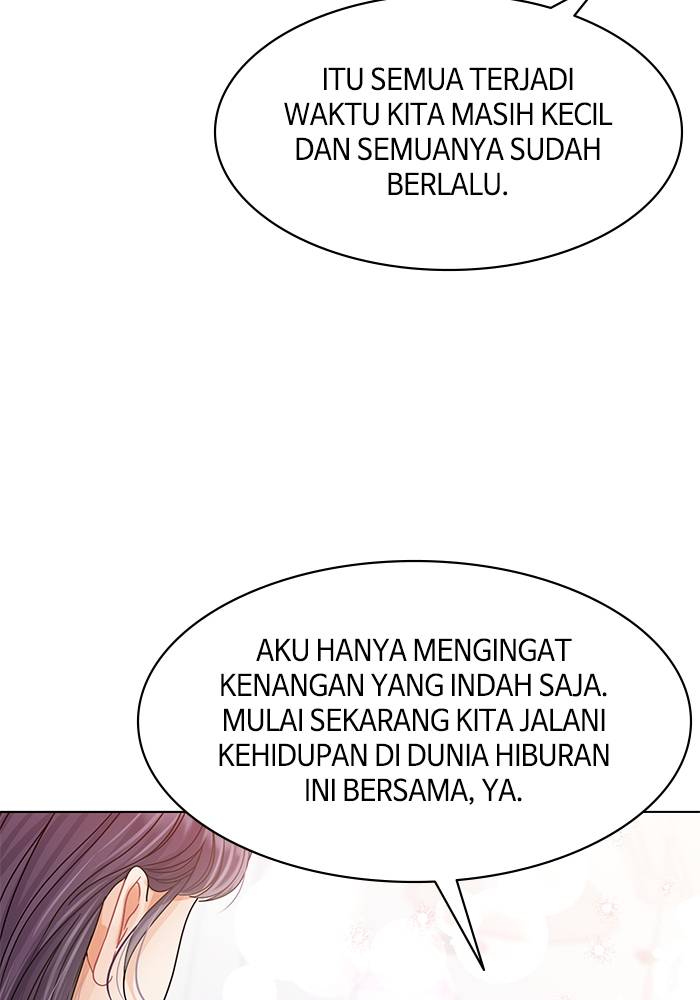 ITU SEMUA TERJADI
WAKTU KITA MASIH KECIL
DAN SEMUANYA SUDAH
BERLALU.
AKU HANYA MENGINGAT
KENANGAN YANG INDAH SAJA.
MULAI SEKARANG KITA JALANI
KEHIDUPAN DI DUNIA HIBURAN
INI BERSAMA, YA.